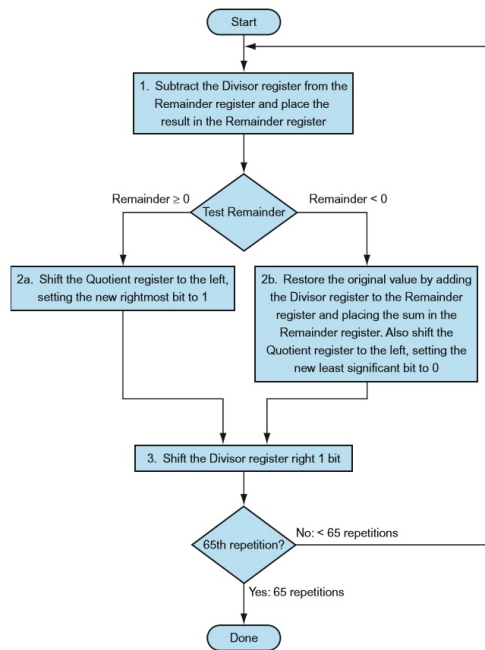 Start
1. Subtract the Divisor register from the
Remainder register and place the
result in the Remainder register
Remainder ≥ 0
Remainder < 0
Test Remainder
2a. Shift the Quotient register to the left,
setting the new rightmost bit to 1
2b. Restore the original value by adding
the Divisor register to the Remainder
register and placing the sum in the
Remainder register. Also shift the
Quotient register to the left, setting the
new least significant bit to 0
3. Shift the Divisor register right 1 bit
No: < 65 repetitions
65th repetition?
Yes: 65 repetitions
Done